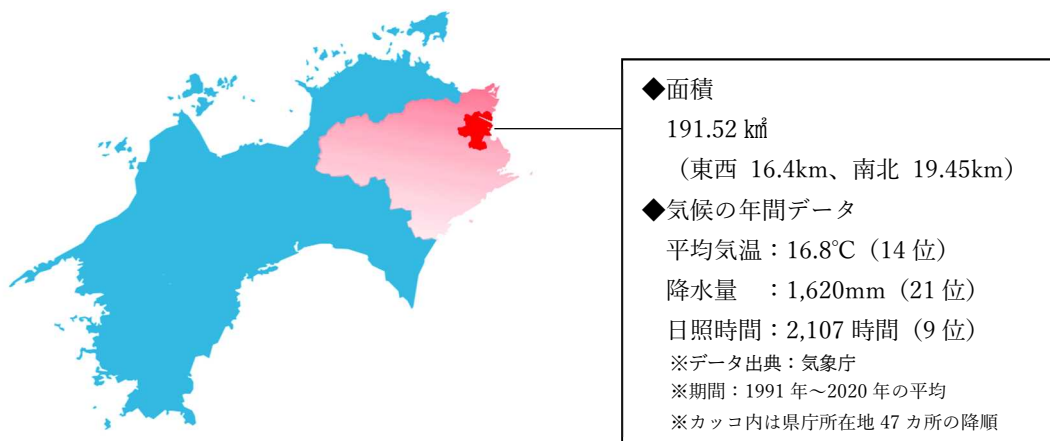 ◆面積
191.52 ㎢
（東西 16.4km、南北 19.45km）
◆気候の年間データ
平均気温：16.8℃（14 位）
降水量　：1,620mm（21 位）
日照時間：2,107 時間（9 位）
※データ出典：気象庁
※期間：1991 年～2020 年の平均
※カッコ内は県庁所在地 47 カ所の降順